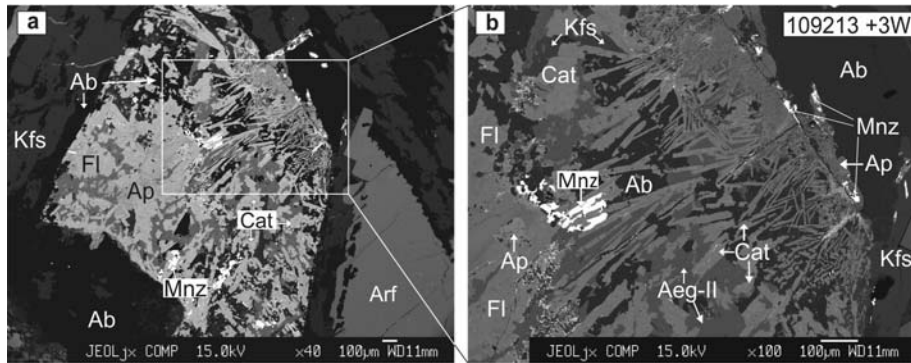 a
Ab
Kfs
Fl
Ap
Cat
Mnz
Ab
Arf
JEOLjx COMP 15.0kV ×40 100µm WD11mm
b
109213 +3W
Kfs
Cat
Ab
Fl
Mnz
Mnz
Ab
Ap
Ap
Cat
Kfs
Fl
Aeg-II
JEOLjx COMP 15.0kV ×100 100µm WD11mm